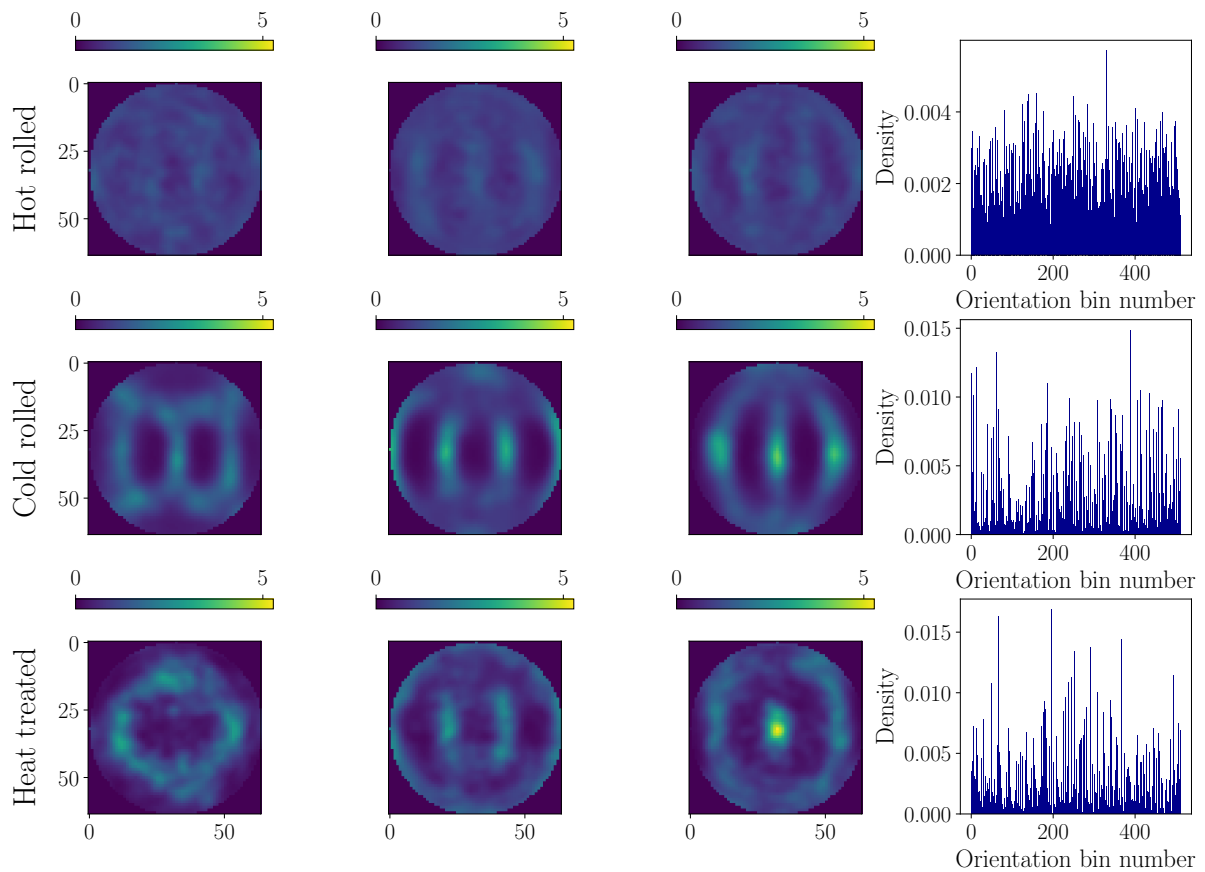 0 5 0 5 0 5
Hot rolled
0
25
50
Density
0.004
0.002
0.000
0 200 400
Orientation bin number
0 5 0 5 0 5
Cold rolled
0
25
50
Density
0.015
0.010
0.005
0.000
0 200 400
Orientation bin number
0 5 0 5 0 5
Heat treated
0
25
50
0 50 0 50 0 50
Density
0.015
0.010
0.005
0.000
0 200 400
Orientation bin number